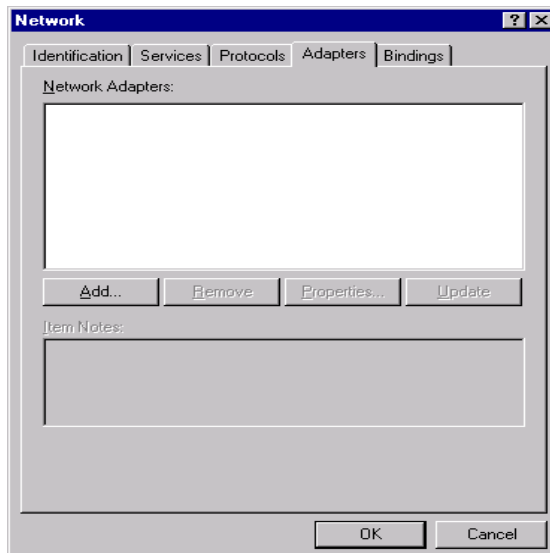 Network
Identification Services Protocols Adapters Bindings
Network Adapters:
Add... Remove Properties... Update
Item Notes:
OK Cancel